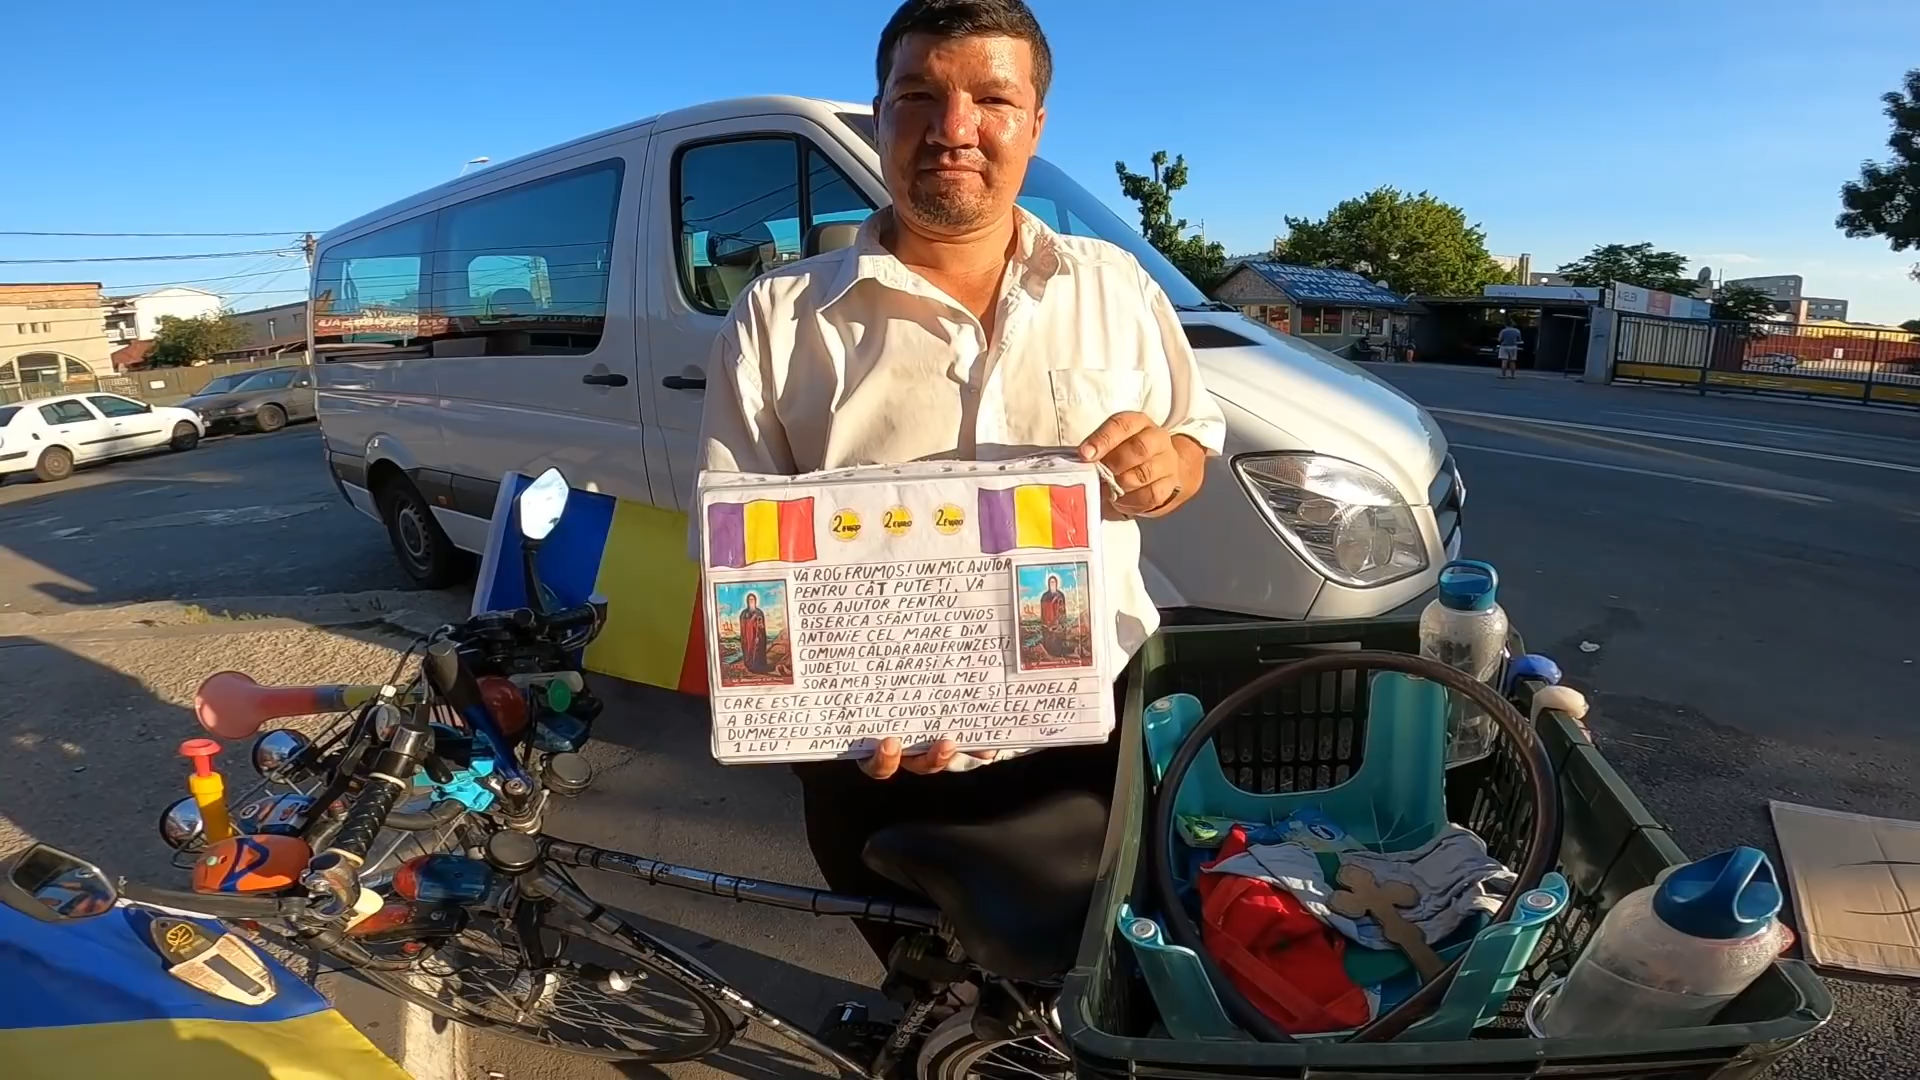 2 EURO 2 EURO 2 EURO
VĂ ROG FRUMOS! UN MIC AJUTOR
PENTRU CÂT PUTEȚI. VĂ
ROG AJUTOR PENTRU
BISERICA SFÂNTUL CUVIOS
ANTONIE CEL MARE DIN
COMUNA CĂLDĂRARU FRUNZEȘTI
JUDEȚUL CĂLĂRAȘI KM.40.
SORA MEA ȘI UNCHIUL MEU
CARE ESTE LUCREAZĂ LA ICOANE ȘI CANDELĂ
A BISERICI SFÂNTUL CUVIOS ANTONIE CEL MARE.
DUMNEZEU SĂ VĂ AJUTE! VĂ MULȚUMESC!!!
1 LEU! AMIN! AJUTE!